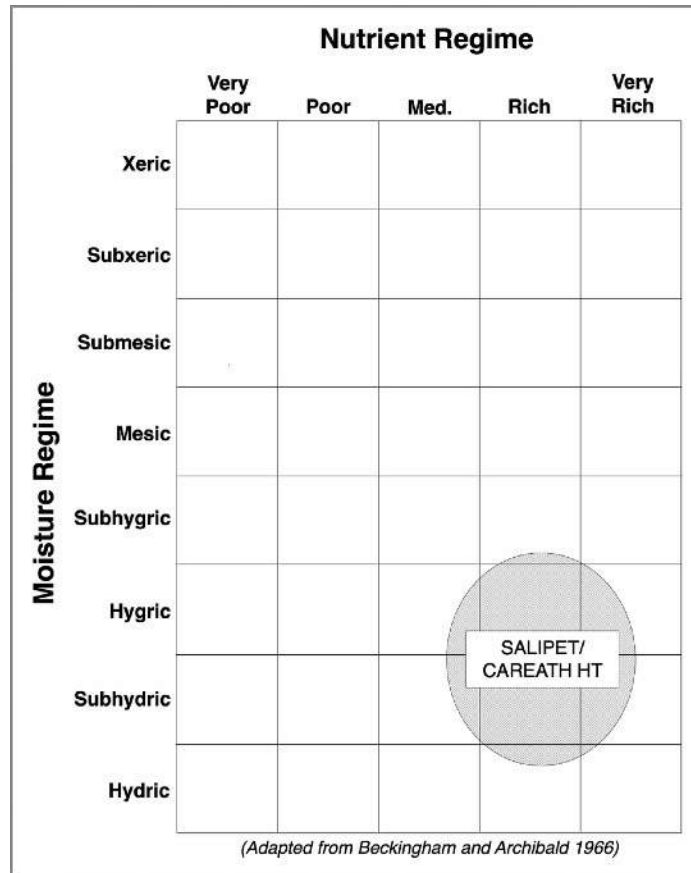 Nutrient Regime
Very
Poor
Poor
Med.
Rich
Very
Rich
Moisture Regime
Xeric
Subxeric
Submesic
Mesic
Subhygric
Hygric
SALIPET/
CAREATH HT
Subhydric
Hydric
(Adapted from Beckingham and Archibald 1966)